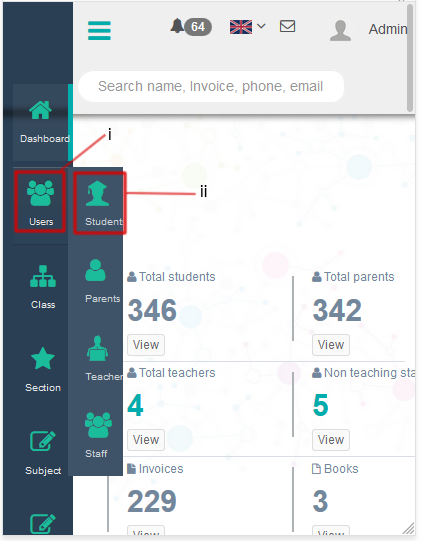 64
Admin
Search name, Invoice, phone, email
Dashboard
i
ii
Users
Student
Parents
Teacher
Staff
Class
Section
Subject
Total students
Total parents
346
342
View
View
Total teachers
Non teaching sta
4
5
View
View
Invoices
Books
229
3
View
View